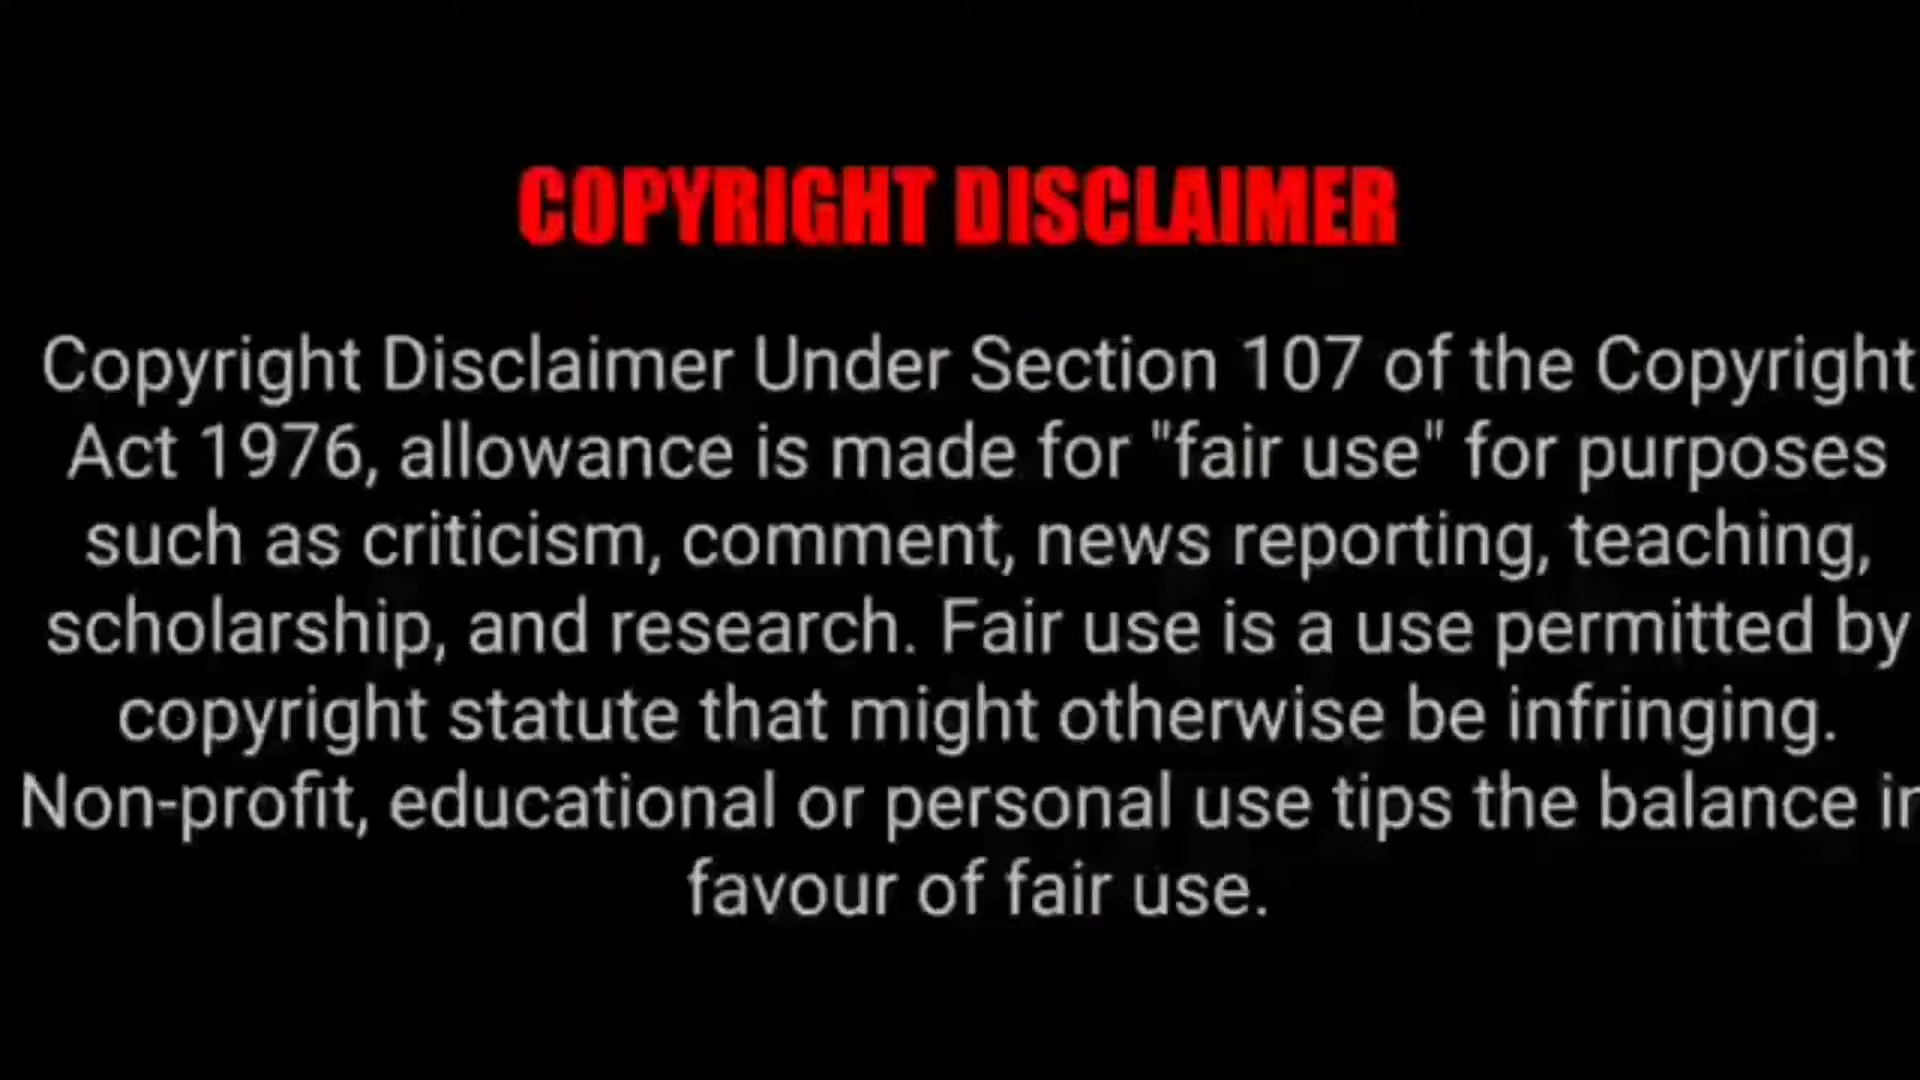 COPYRIGHT DISCLAIMER
Copyright Disclaimer Under Section 107 of the Copyright
Act 1976, allowance is made for "fair use" for purposes
such as criticism, comment, news reporting, teaching,
scholarship, and research. Fair use is a use permitted by
copyright statute that might otherwise be infringing.
Non-profit, educational or personal use tips the balance in
favour of fair use.